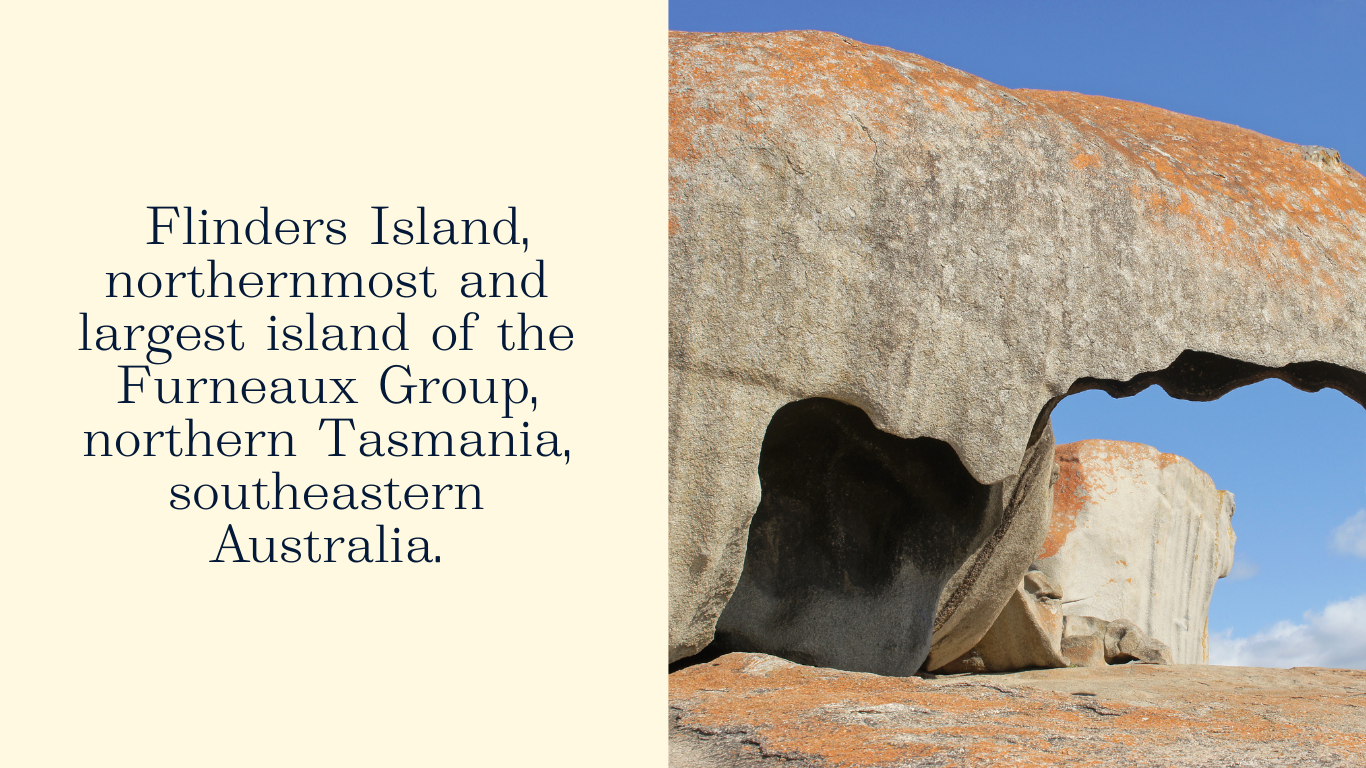 Flinders Island,
northernmost and
largest island of the
Furneaux Group,
northern Tasmania,
southeastern
Australia.